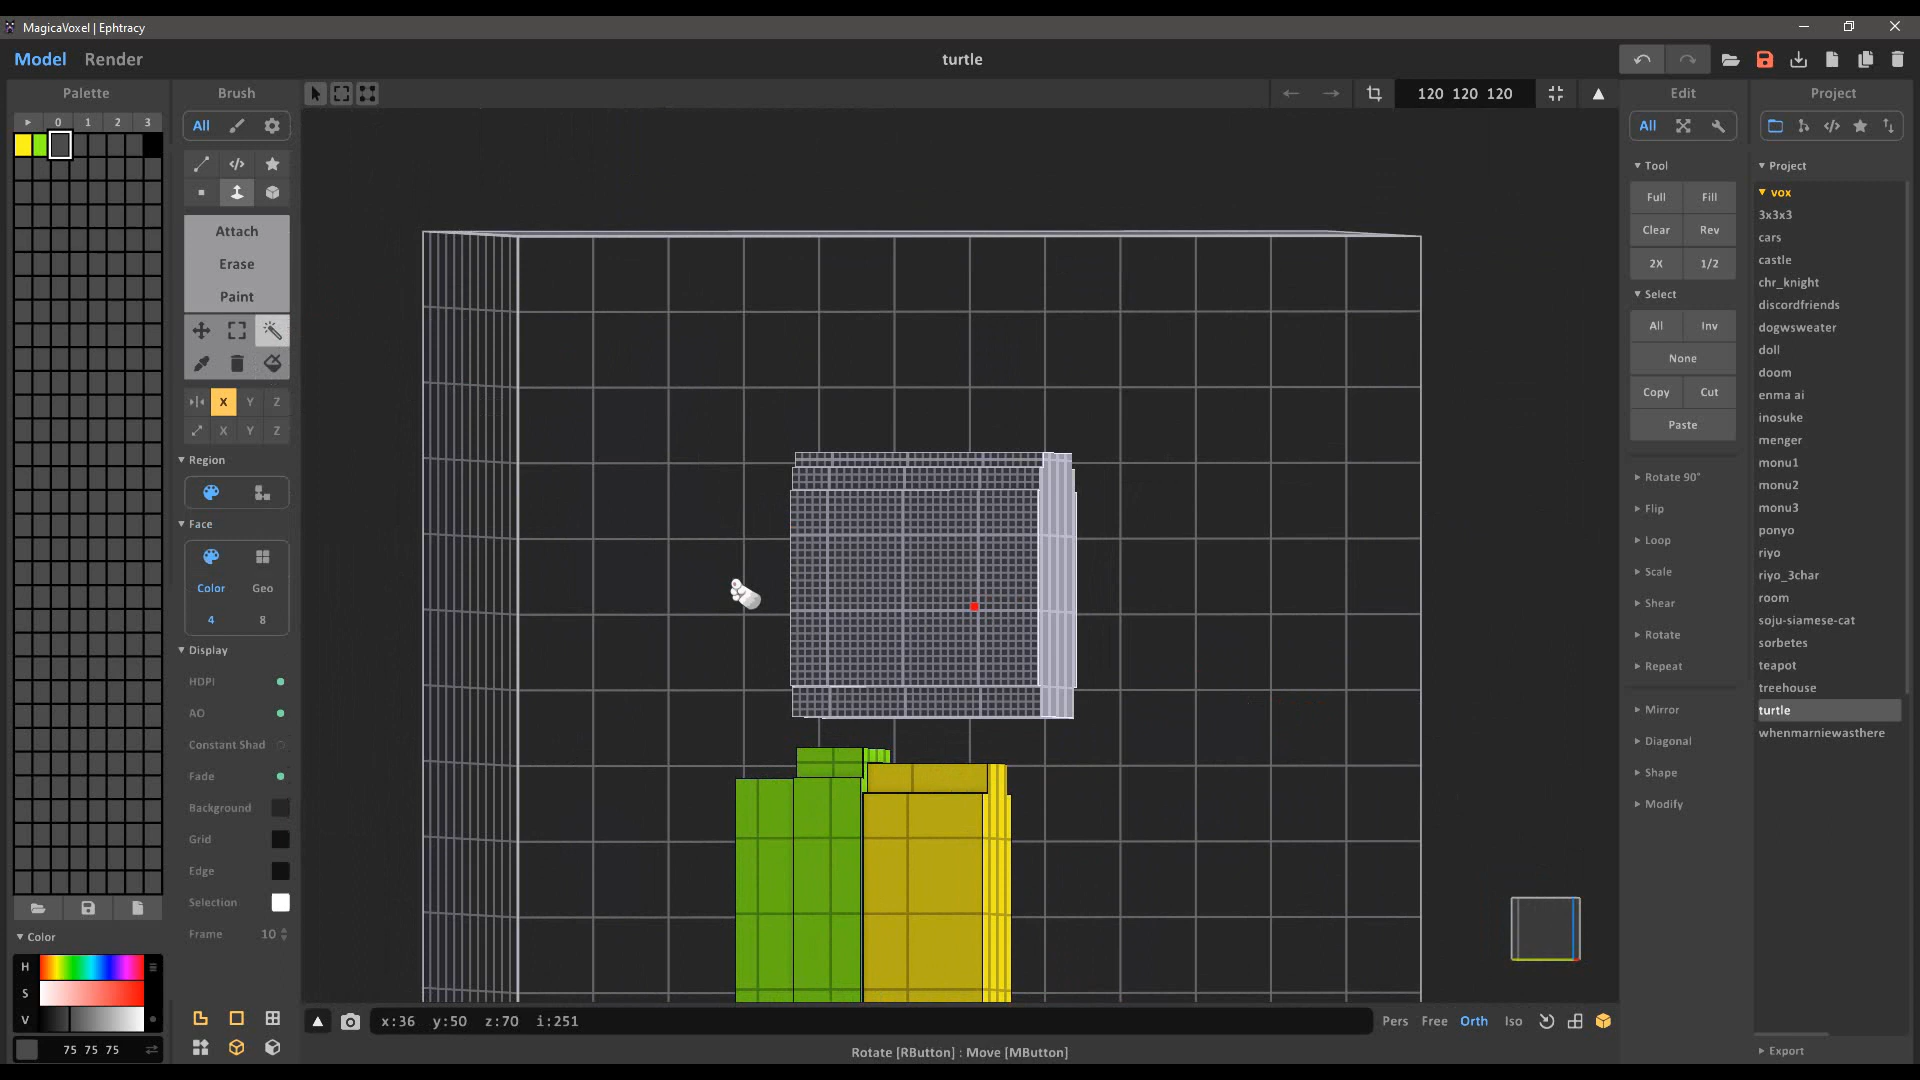 MagicaVoxel | Ephtracy
Model Render
turtle
Palette
Brush
120 120 120
Edit
Project
0 1 2 3
All
All
Tool
Project
Full Fill
vox
Clear Rev
3x3x3
2X 1/2
cars
Select
castle
All Inv
chr_knight
None
discordfriends
Copy Cut
dogwsweater
Paste
doll
Rotate 90°
doom
Flip
enma ai
Loop
inosuke
Scale
menger
Shear
monu1
Rotate
monu2
Repeat
monu3
Mirror
ponyo
Diagonal
riyo
Shape
riyo_3char
Modify
room
soju-siamese-cat
sorbetes
teapot
treehouse
turtle
whenmarniewasthere
Export
Attach
Erase
Paint
X Y Z
X Y Z
Region
Face
Color Geo
4 8
Display
HDPI
AO
Constant Shad
Fade
Background
Grid
Edge
Selection
Frame 10
Color
H
S
V
75 75 75
x:36 y:50 z:70 i:251
Pers Free Orth Iso
Rotate [RButton] : Move [MButton]